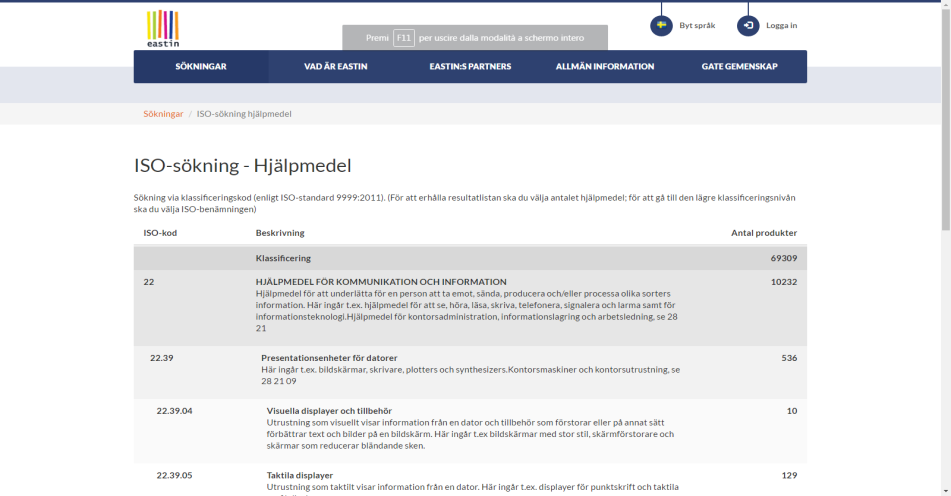 eastin
Premi F11 per uscire dalla modalità a schermo intero
Byt språk
Logga in
SÖKNINGAR VAD ÄR EASTIN EASTIN:S PARTNERS ALLMÄN INFORMATION GATE GEMENSKAP
Sökningar / ISO-sökning hjälpmedel
ISO-sökning - Hjälpmedel
Sökning via klassificeringskod (enligt ISO-standard 9999:2011). (För att erhålla resultatlistan ska du välja antalet hjälpmedel; för att gå till den lägre klassificeringsnivån
ska du välja ISO-benämningen)
ISO-kod Beskrivning Antal produkter
Klassificering 69309
22 HJÄLPMEDEL FÖR KOMMUNIKATION OCH INFORMATION 10232
Hjälpmedel för att underlätta för en person att ta emot, sända, producera och/eller processa olika sorters
information. Här ingår t.ex. hjälpmedel för att se, höra, läsa, skriva, telefonera, signalera och larma samt för
informationsteknologi.Hjälpmedel för kontorsadministration, informationslagring och arbetsledning, se 28
21
22.39 Presentationsenheter för datorer 536
Här ingår t.ex. bildskärmar, skrivare, plotters och synthesizers.Kontorsmaskiner och kontorsutrustning, se
28 21 09
22.39.04 Visuella displayer och tillbehör 10
Utrustning som visuellt visar information från en dator och tillbehör som förstorar eller på annat sätt
förbättrar text och bilder på en bildskärm. Här ingår t.ex bildskärmar med stor stil, skärmförstorare och
skärmar som reducerar bländande sken.
22.39.05 Taktila displayer 129
Utrustning som taktilt visar information från en dator. Här ingår t.ex. displayer för punktskrift och taktila